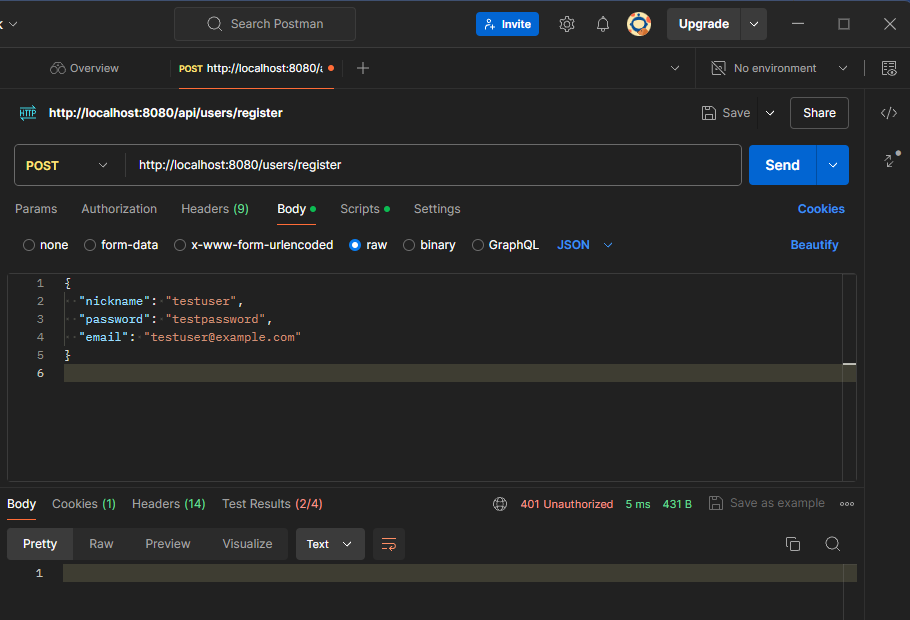 Search Postman
Invite
Upgrade
Overview
POST http://localhost:8080/a
No environment
HTTP http://localhost:8080/api/users/register
Save
Share
POST
http://localhost:8080/users/register
Send
Params Authorization Headers (9) Body Scripts Settings Cookies
none form-data x-www-form-urlencoded raw binary GraphQL JSON Beautify
1 {
2 "nickname": "testuser",
3 "password": "testpassword",
4 "email": "testuser@example.com"
5 }
6
Body Cookies (1) Headers (14) Test Results (2/4) 401 Unauthorized 5 ms 431 B Save as example
Pretty Raw Preview Visualize Text
1